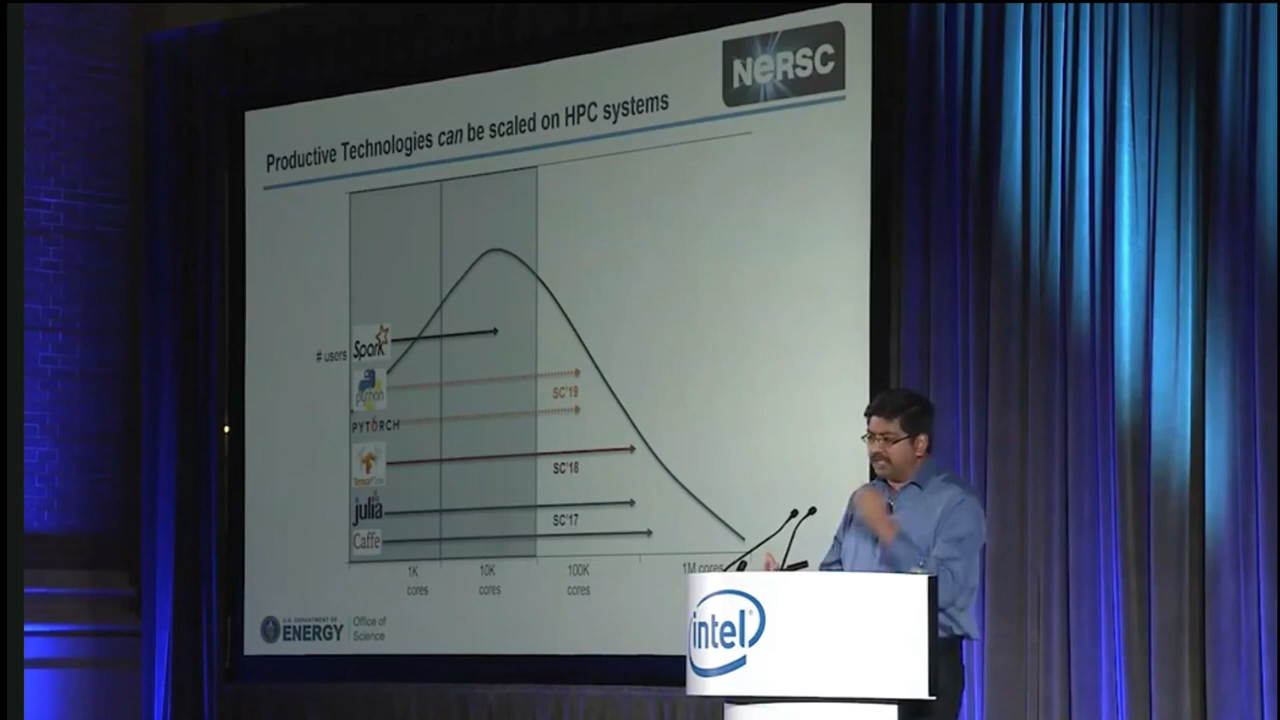 NERSC
Productive Technologies can be scaled on HPC systems
# users
Spark
python
PYTORCH
TensorFlow
julia
Caffe
SC'19
SC'18
SC'17
1K cores
10K cores
100K cores
1M cores
U.S. DEPARTMENT OF
ENERGY
Office of
Science
intel